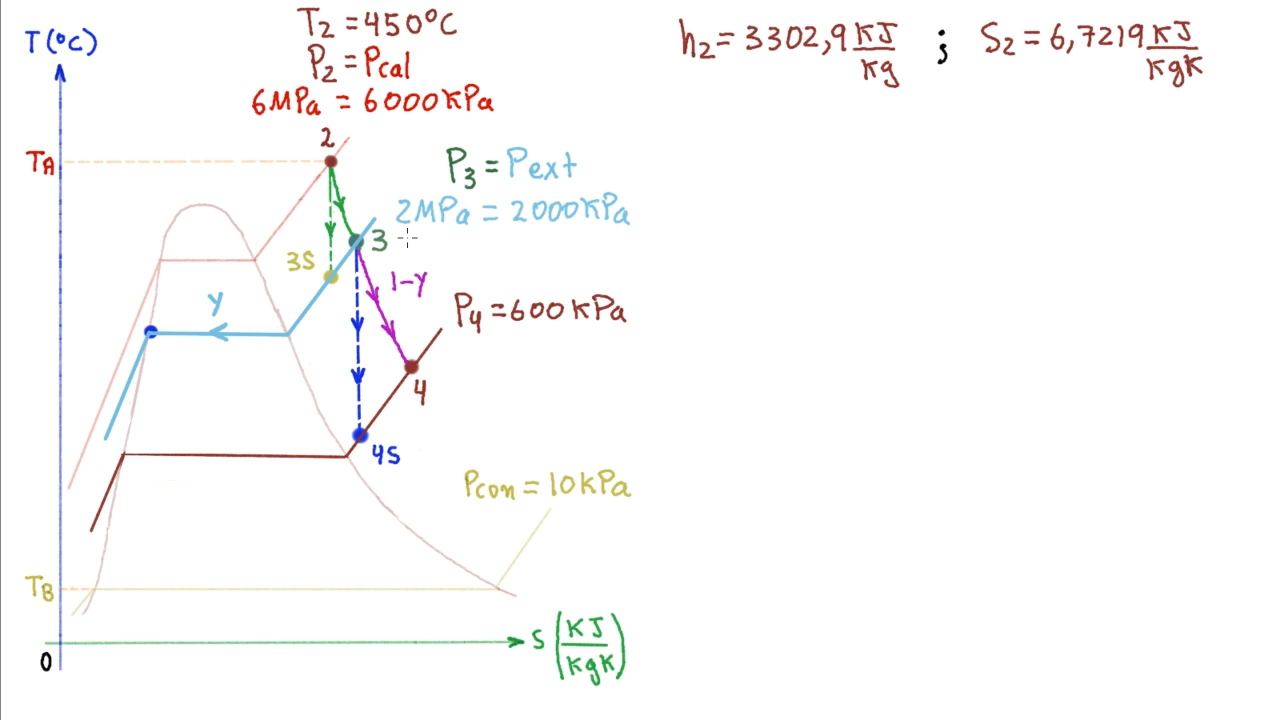 T2 = 450°C
P2 = Pcal
6MPa = 6000KPa
h2 = 3302,9 KJ/kg ; S2 = 6,7219 KJ/kgK
T(°C)
2
TA
P3 = Pext
2MPa = 2000KPa
3
3S
1-y
y
P4 = 600KPa
4
4S
Pcon = 10KPa
TB
S (KJ/KgK)
0